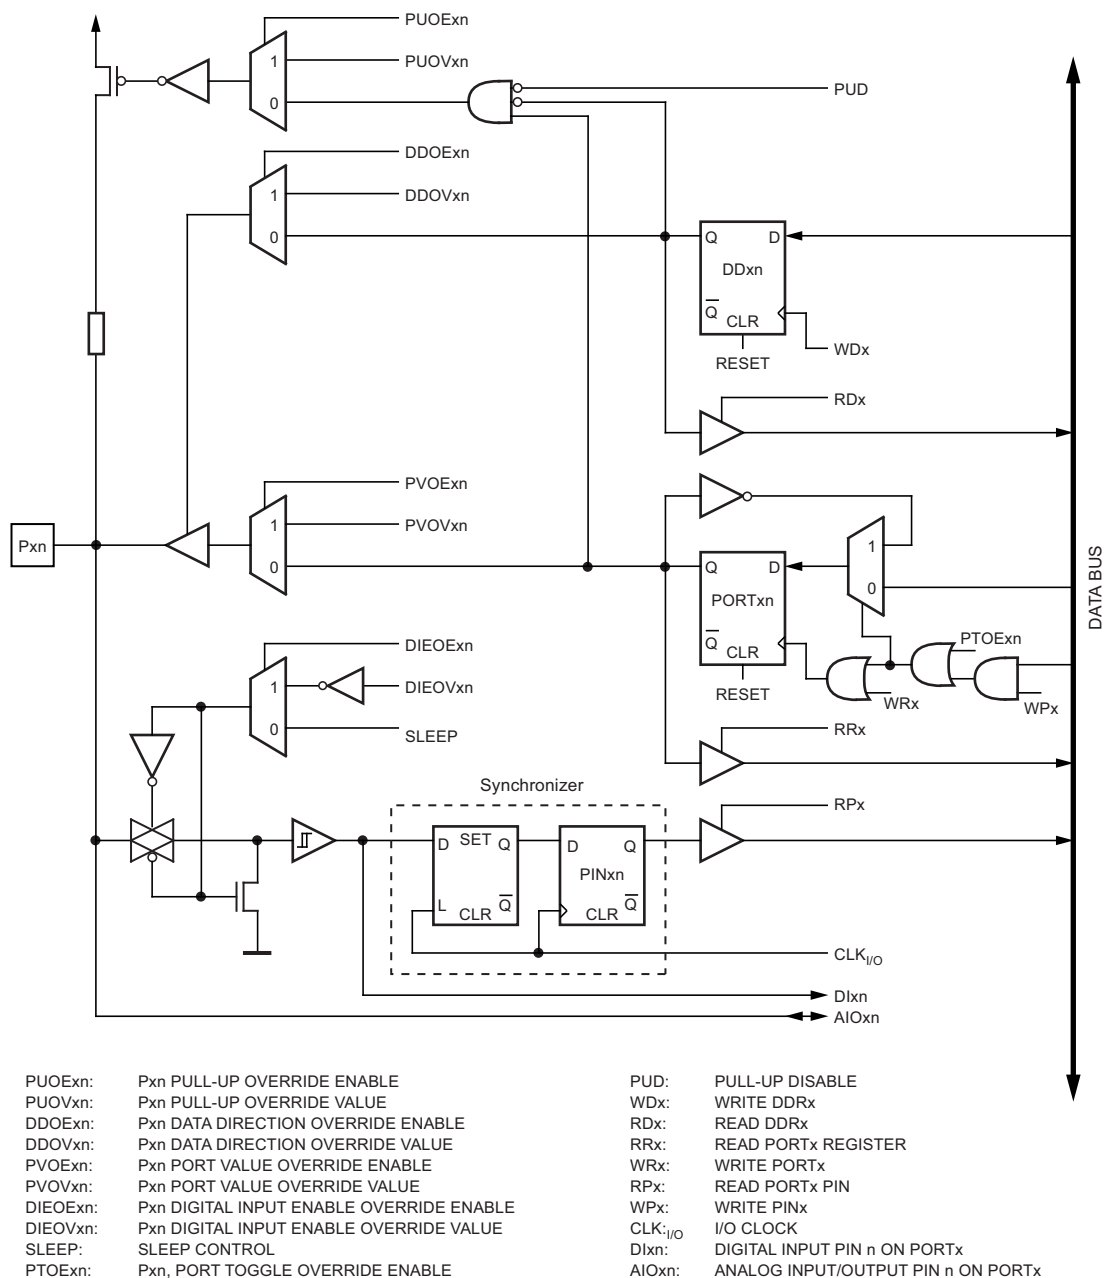 PUOExn
PUOVxn
1
0
PUD
DDOExn
DDOVxn
1
0
Q D
DDxn
Q
CLR
RESET
WDx
RDx
PVOExn
PVOVxn
1
0
Pxn
Q D
PORTxn
Q
CLR
RESET
1
0
PTOExn
WRx
WPx
DATA BUS
DIEOExn
DIEOVxn
1
0
SLEEP
RRx
Synchronizer
RPx
D SET Q
L
CLR Q
D Q
PINxn
CLR Q
CLKI/O
DIxn
AIOxn
PUOExn: Pxn PULL-UP OVERRIDE ENABLE
PUOVxn: Pxn PULL-UP OVERRIDE VALUE
DDOExn: Pxn DATA DIRECTION OVERRIDE ENABLE
DDOVxn: Pxn DATA DIRECTION OVERRIDE VALUE
PVOExn: Pxn PORT VALUE OVERRIDE ENABLE
PVOVxn: Pxn PORT VALUE OVERRIDE VALUE
DIEOExn: Pxn DIGITAL INPUT ENABLE OVERRIDE ENABLE
DIEOVxn: Pxn DIGITAL INPUT ENABLE OVERRIDE VALUE
SLEEP: SLEEP CONTROL
PTOExn: Pxn, PORT TOGGLE OVERRIDE ENABLE
PUD: PULL-UP DISABLE
WDx: WRITE DDRx
RDx: READ DDRx
RRx: READ PORTx REGISTER
WRx: WRITE PORTx
RPx: READ PORTx PIN
WPx: WRITE PINx
CLK:I/O I/O CLOCK
DIxn: DIGITAL INPUT PIN n ON PORTx
AIOxn: ANALOG INPUT/OUTPUT PIN n ON PORTx